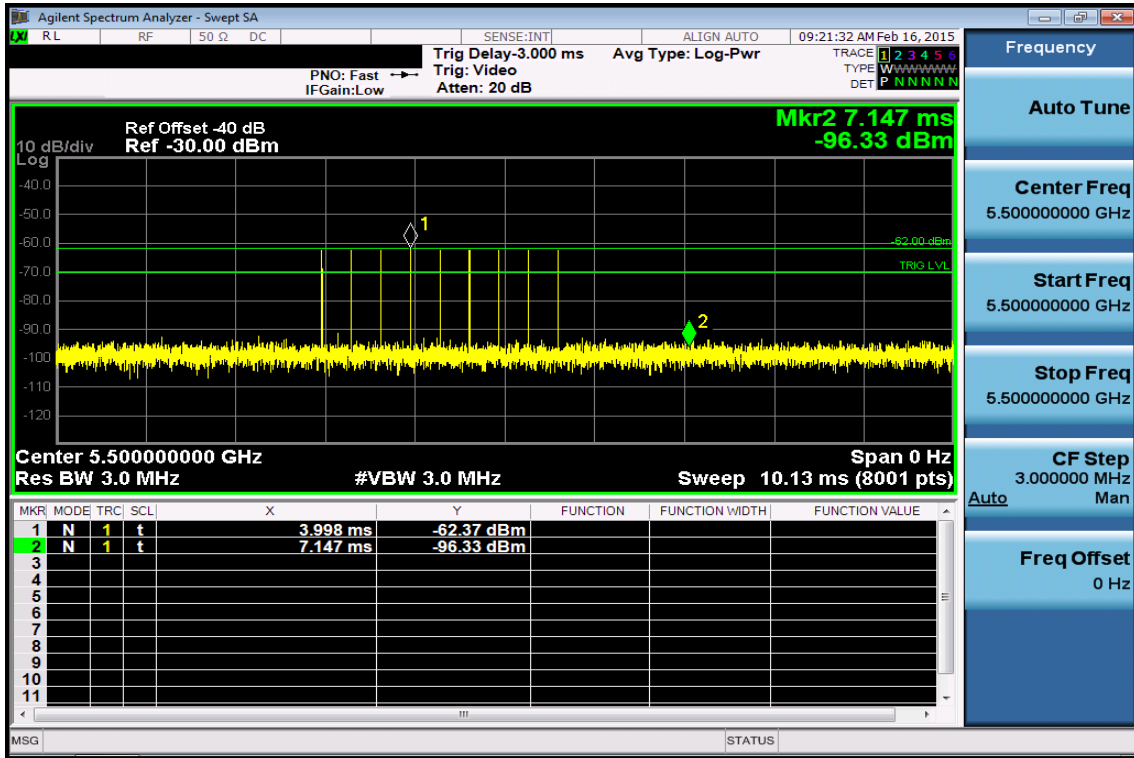 Agilent Spectrum Analyzer - Swept SA
LXI RL RF 50 Ω DC SENSE:INT ALIGN AUTO 09:21:32 AM Feb 16, 2015
PNO: Fast
IFGain:Low
Trig Delay-3.000 ms
Trig: Video
Atten: 20 dB
Avg Type: Log-Pwr
TRACE 1 2 3 4 5 6
TYPE WWWWWW
DET P N N N N N
Ref Offset -40 dB
10 dB/div Ref -30.00 dBm
Log
Mkr2 7.147 ms
-96.33 dBm
-40.0
-50.0
-60.0
-70.0
-80.0
-90.0
-100
-110
-120
1
-62.00 dBm
TRIG LVL
2
Center 5.500000000 GHz Span 0 Hz
Res BW 3.0 MHz #VBW 3.0 MHz Sweep 10.13 ms (8001 pts)
MKR MODE TRC SCL X Y FUNCTION FUNCTION WIDTH FUNCTION VALUE
1 N 1 t 3.998 ms -62.37 dBm
2 N 1 t 7.147 ms -96.33 dBm
3
4
5
6
7
8
9
10
11
MSG STATUS
Frequency
Auto Tune
Center Freq
5.500000000 GHz
Start Freq
5.500000000 GHz
Stop Freq
5.500000000 GHz
CF Step
3.000000 MHz
Auto Man
Freq Offset
0 Hz